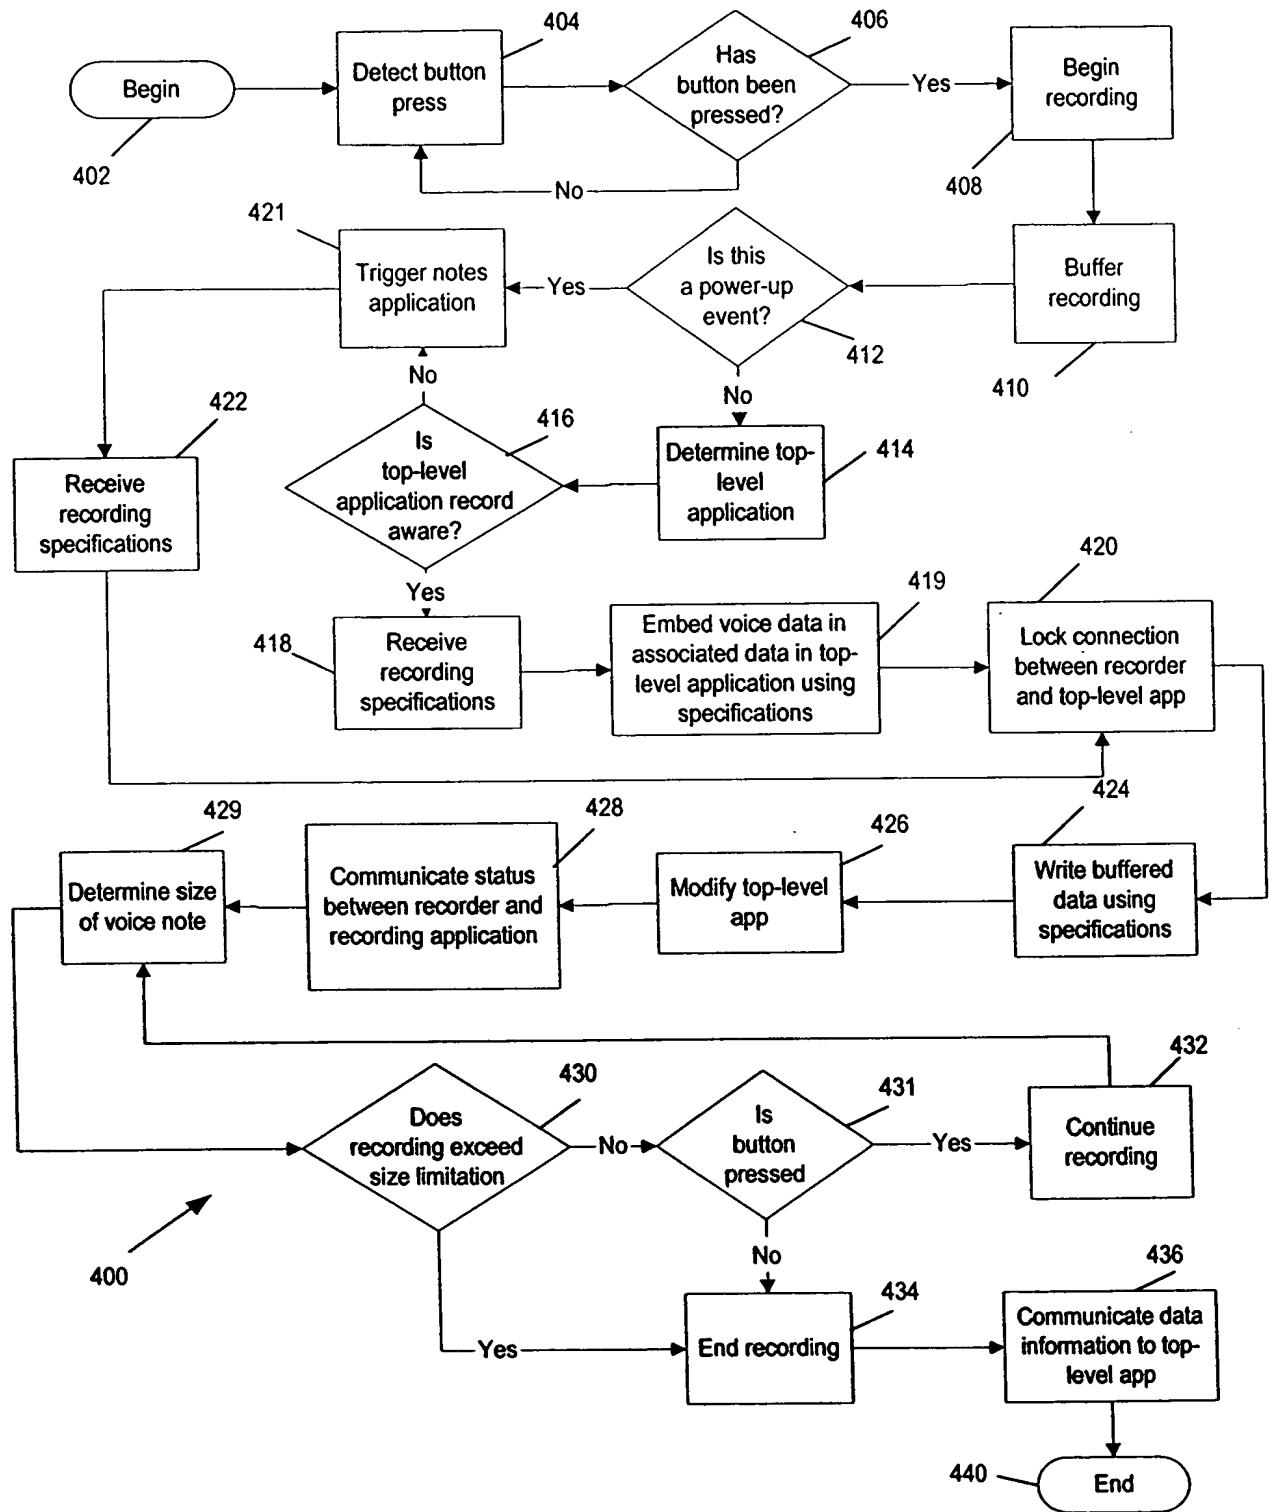 404
406
Begin
Detect button
press
Has
button been
pressed?
Yes
Begin
recording
402
No
408
421
Trigger notes
application
Yes
Is this
a power-up
event?
Buffer
recording
412
410
No
No
422
416
Is
top-level
application record
aware?
Determine top-
level
application
414
Receive
recording
specifications
Yes
419
420
418
Receive
recording
specifications
Embed voice data in
associated data in top-
level application using
specifications
Lock connection
between recorder
and top-level app
429
428
426
424
Determine size
of voice note
Communicate status
between recorder and
recording application
Modify top-level
app
Write buffered
data using
specifications
430
431
432
Does
recording exceed
size limitation
No
Is
button
pressed
Yes
Continue
recording
400
No
434
436
Yes
End recording
Communicate data
information to top-
level app
440
End